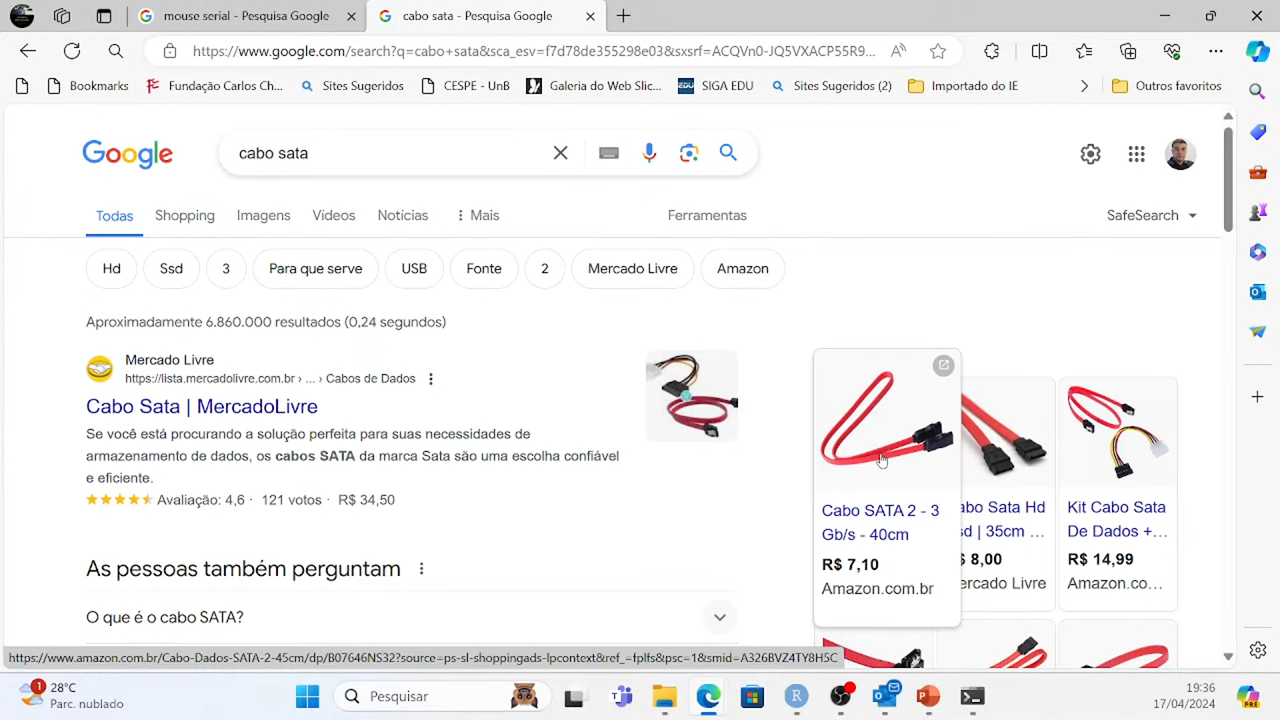 mouse serial - Pesquisa Google
cabo sata - Pesquisa Google
https://www.google.com/search?q=cabo+sata&sca_esv=f7d78de355298e03&sxsrf=ACQVn0-JQ5VXACP55R9...
Bookmarks
Fundação Carlos Ch...
Sites Sugeridos
CESPE - UnB
Galeria do Web Slic...
SIGA EDU
Sites Sugeridos (2)
Importado do IE
Outros favoritos
Google
cabo sata
Todas
Shopping
Imagens
Vídeos
Notícias
Mais
Ferramentas
SafeSearch
Hd
Ssd
3
Para que serve
USB
Fonte
2
Mercado Livre
Amazon
Aproximadamente 6.860.000 resultados (0,24 segundos)
Mercado Livre
https://lista.mercadolivre.com.br › ... › Cabos de Dados
Cabo Sata | MercadoLivre
Se você está procurando a solução perfeita para suas necessidades de
armazenamento de dados, os cabos SATA da marca Sata são uma escolha confiável
e eficiente.
Avaliação: 4,6 · 121 votos · R$ 34,50
As pessoas também perguntam
O que é o cabo SATA?
Cabo SATA 2 - 3
Gb/s - 40cm
R$ 7,10
Amazon.com.br
abo Sata Hd
sd | 35cm ...
$ 8,00
ercado Livre
Kit Cabo Sata
De Dados +...
R$ 14,99
Amazon.co...
https://www.amazon.com.br/Cabo-Dados-SATA-2-45cm/dp/B07646NS32?source=ps-sl-shoppingads-lpcontext&ref_=fplfs&psc=1&smid=A326BVZ4TY8H5C
1
28°C
Parc. nublado
Pesquisar
19:36
17/04/2024
PRE